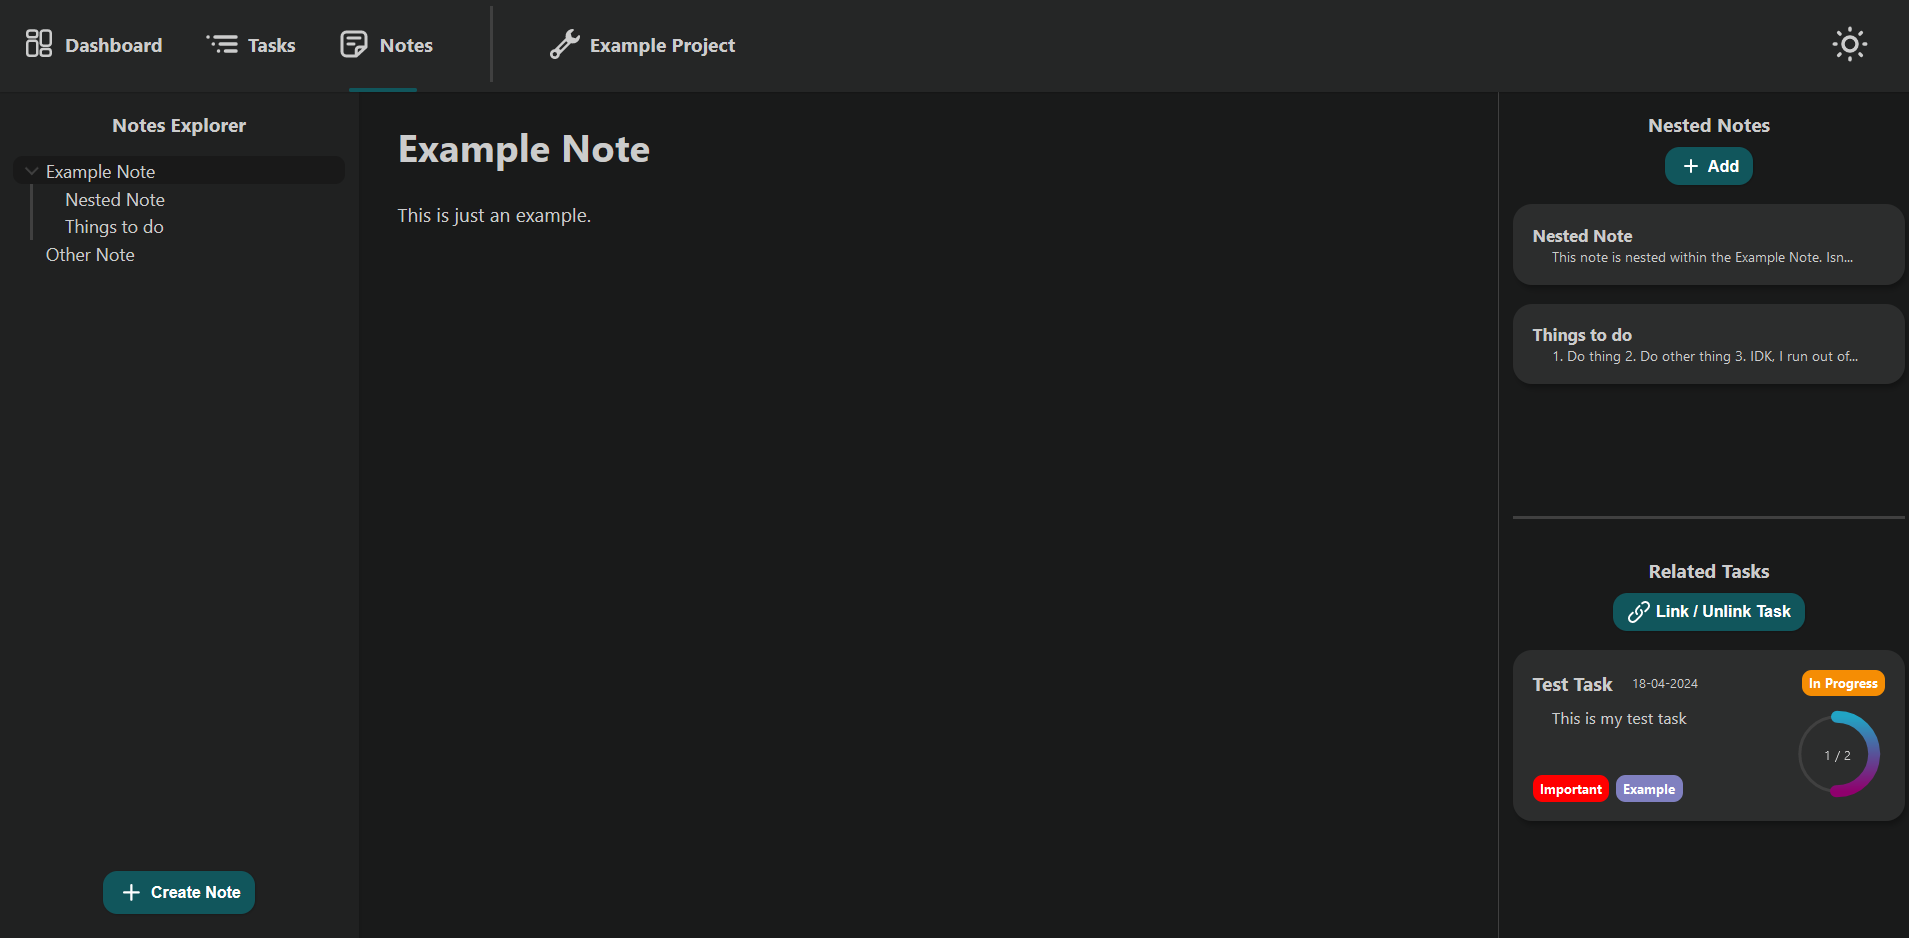 Dashboard
Tasks
Notes
Example Project
Notes Explorer
Example Note
Nested Note
Things to do
Other Note
Create Note
Example Note
This is just an example.
Nested Notes
Add
Nested Note
This note is nested within the Example Note. Isn...
Things to do
1. Do thing 2. Do other thing 3. IDK, I run out of...
Related Tasks
Link / Unlink Task
Test Task 18-04-2024 In Progress
This is my test task
1 / 2
Important Example